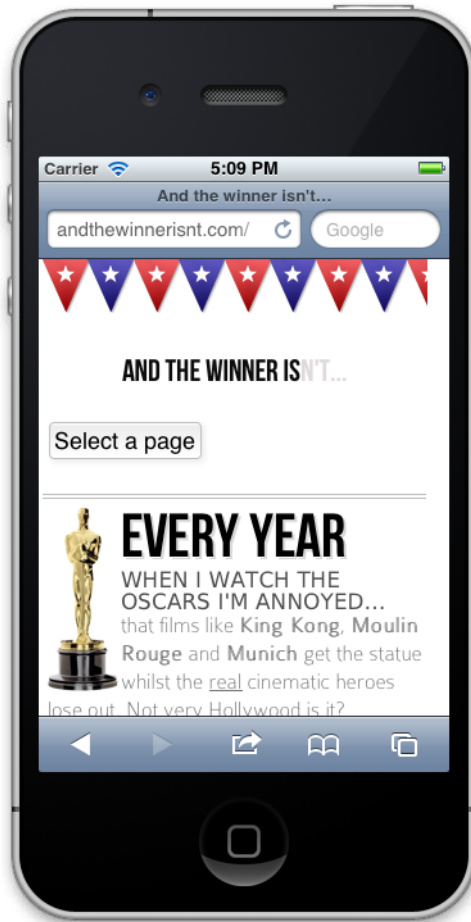 Carrier 5:09 PM
And the winner isn't...
andthewinnerisnt.com/ Google
AND THE WINNER ISN'T...
Select a page
EVERY YEAR
WHEN I WATCH THE
OSCARS I'M ANNOYED...
that films like King Kong, Moulin
Rouge and Munich get the statue
whilst the real cinematic heroes
lose out. Not very Hollywood is it?